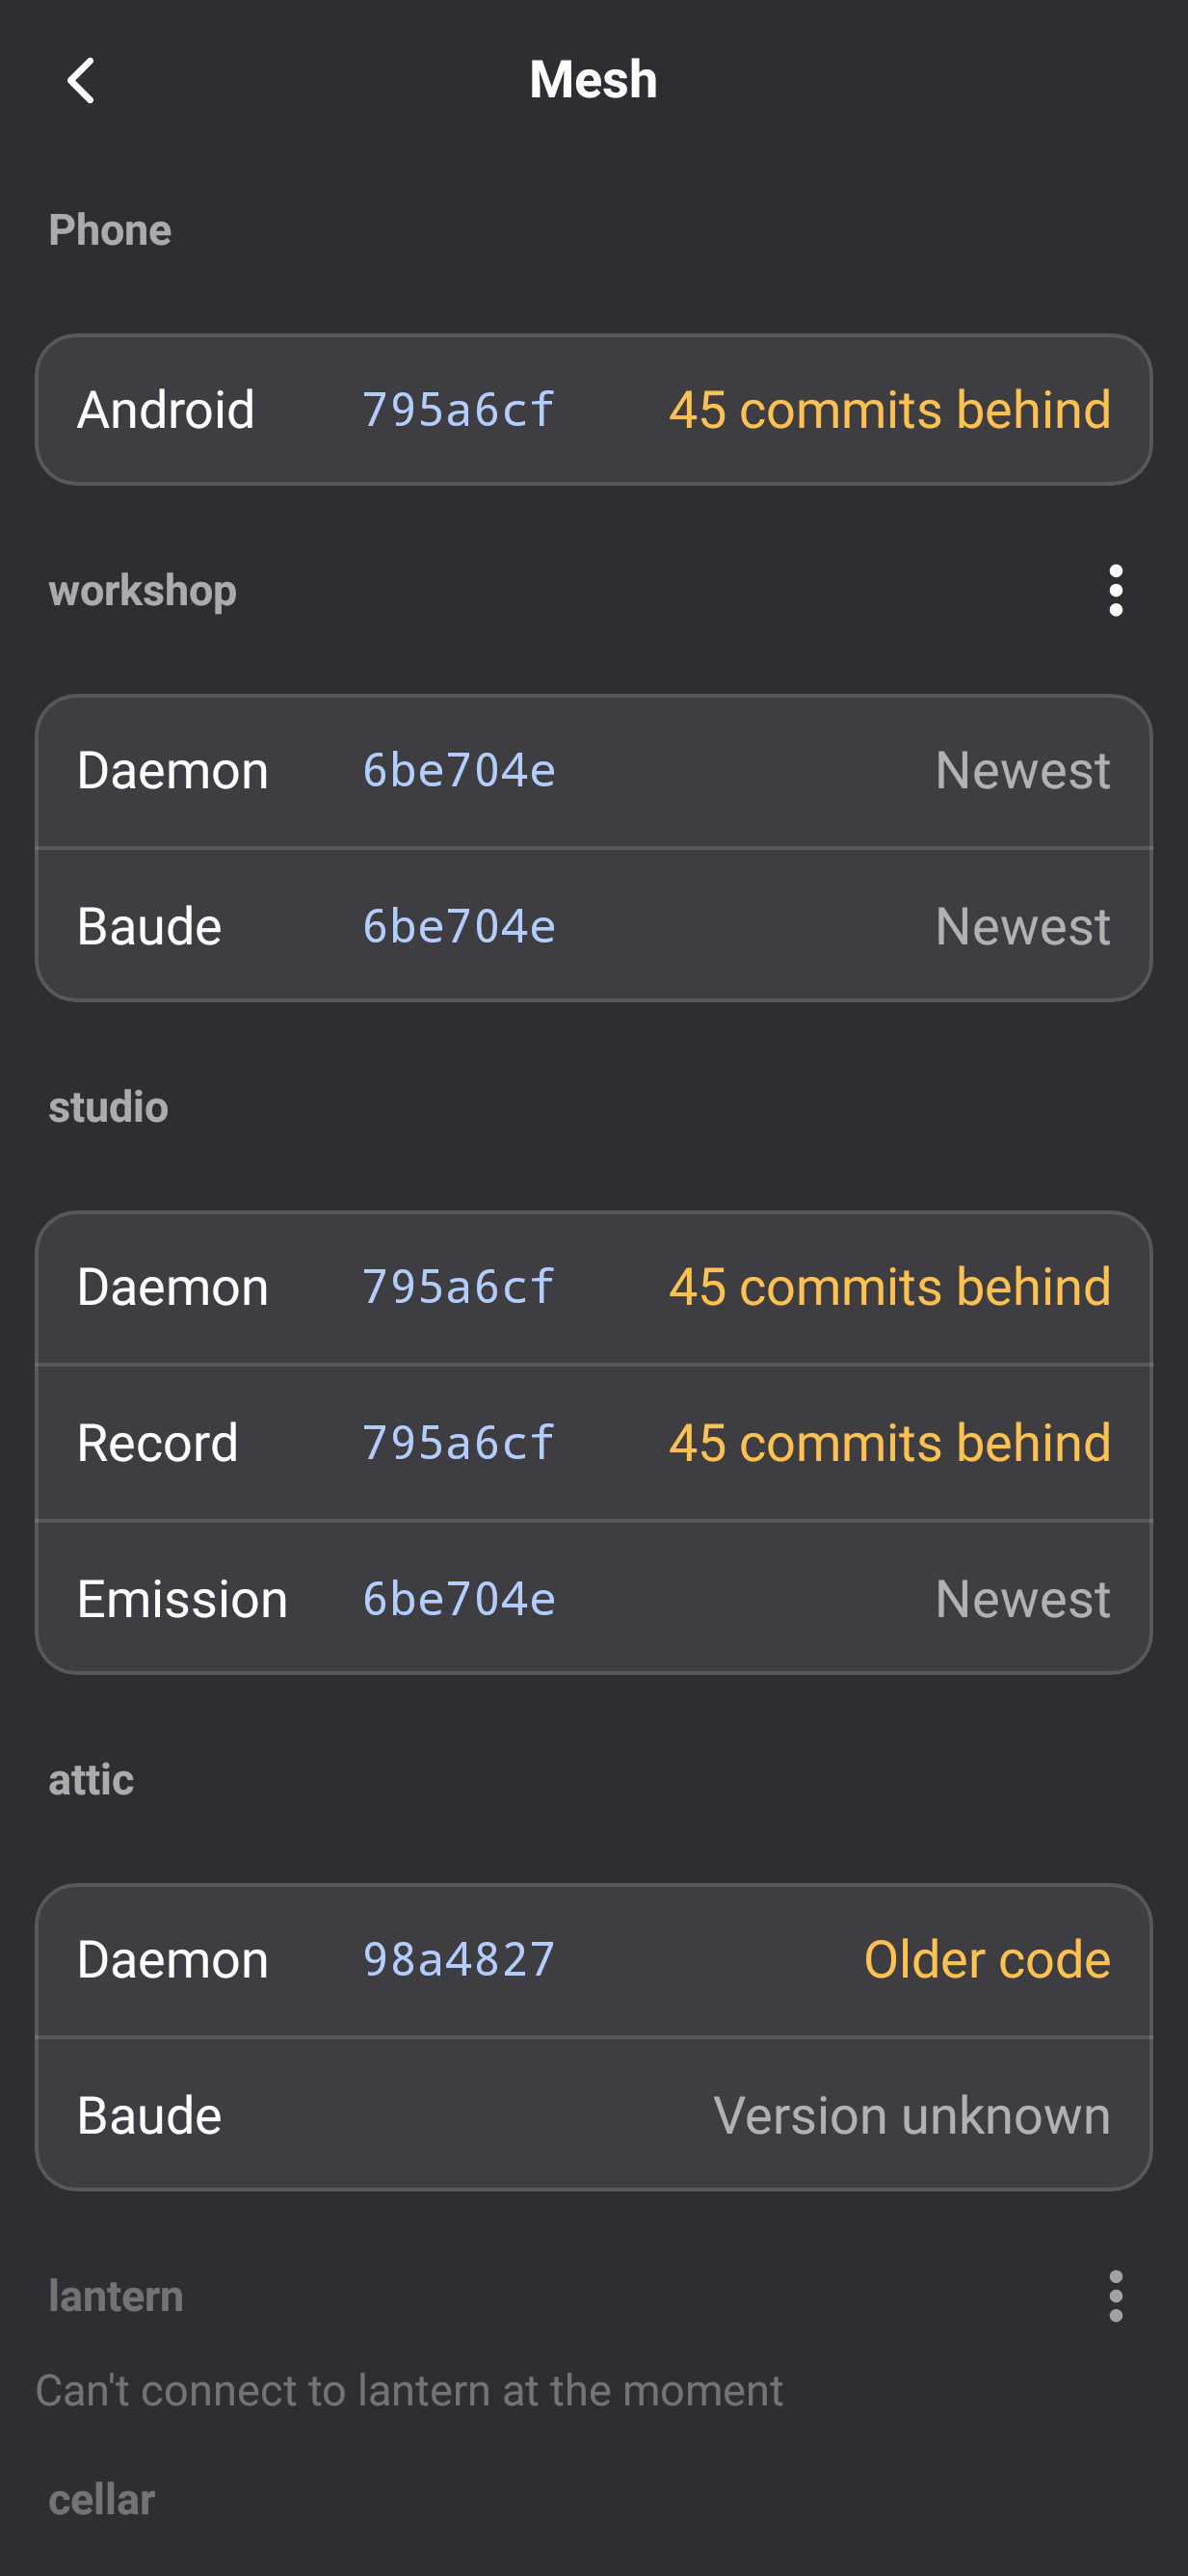 Mesh
Phone
Android 795a6cf 45 commits behind
workshop
Daemon 6be704e Newest
Baude 6be704e Newest
studio
Daemon 795a6cf 45 commits behind
Record 795a6cf 45 commits behind
Emission 6be704e Newest
attic
Daemon 98a4827 Older code
Baude Version unknown
lantern
Can't connect to lantern at the moment
cellar